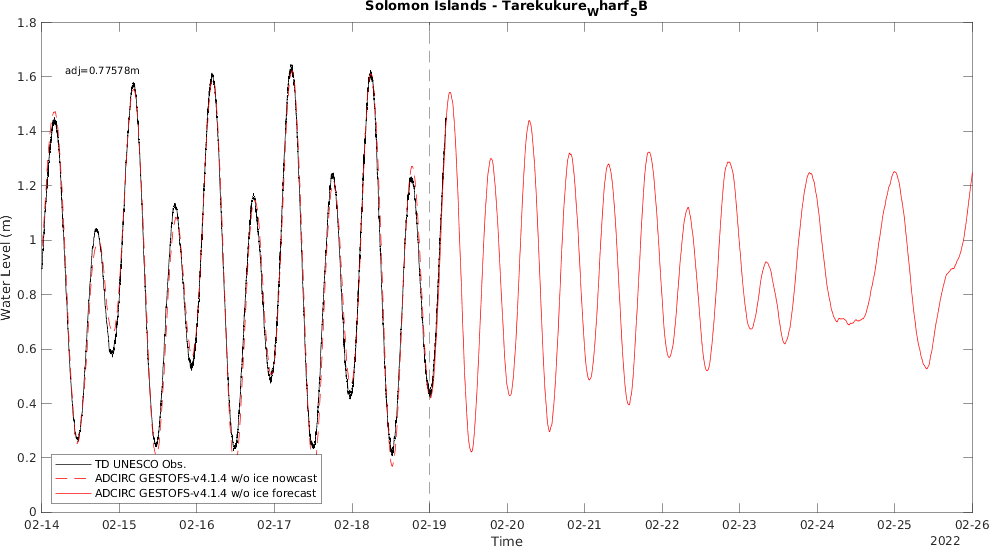 Solomon Islands - TarekukureWharfSB
1.8
1.6
1.4
1.2
1
0.8
0.6
0.4
0.2
0
Water Level (m)
adj=0.77578m
TD UNESCO Obs.
ADCIRC GESTOFS-v4.1.4 w/o ice nowcast
ADCIRC GESTOFS-v4.1.4 w/o ice forecast
02-14 02-15 02-16 02-17 02-18 02-19 02-20 02-21 02-22 02-23 02-24 02-25 02-26
Time
2022